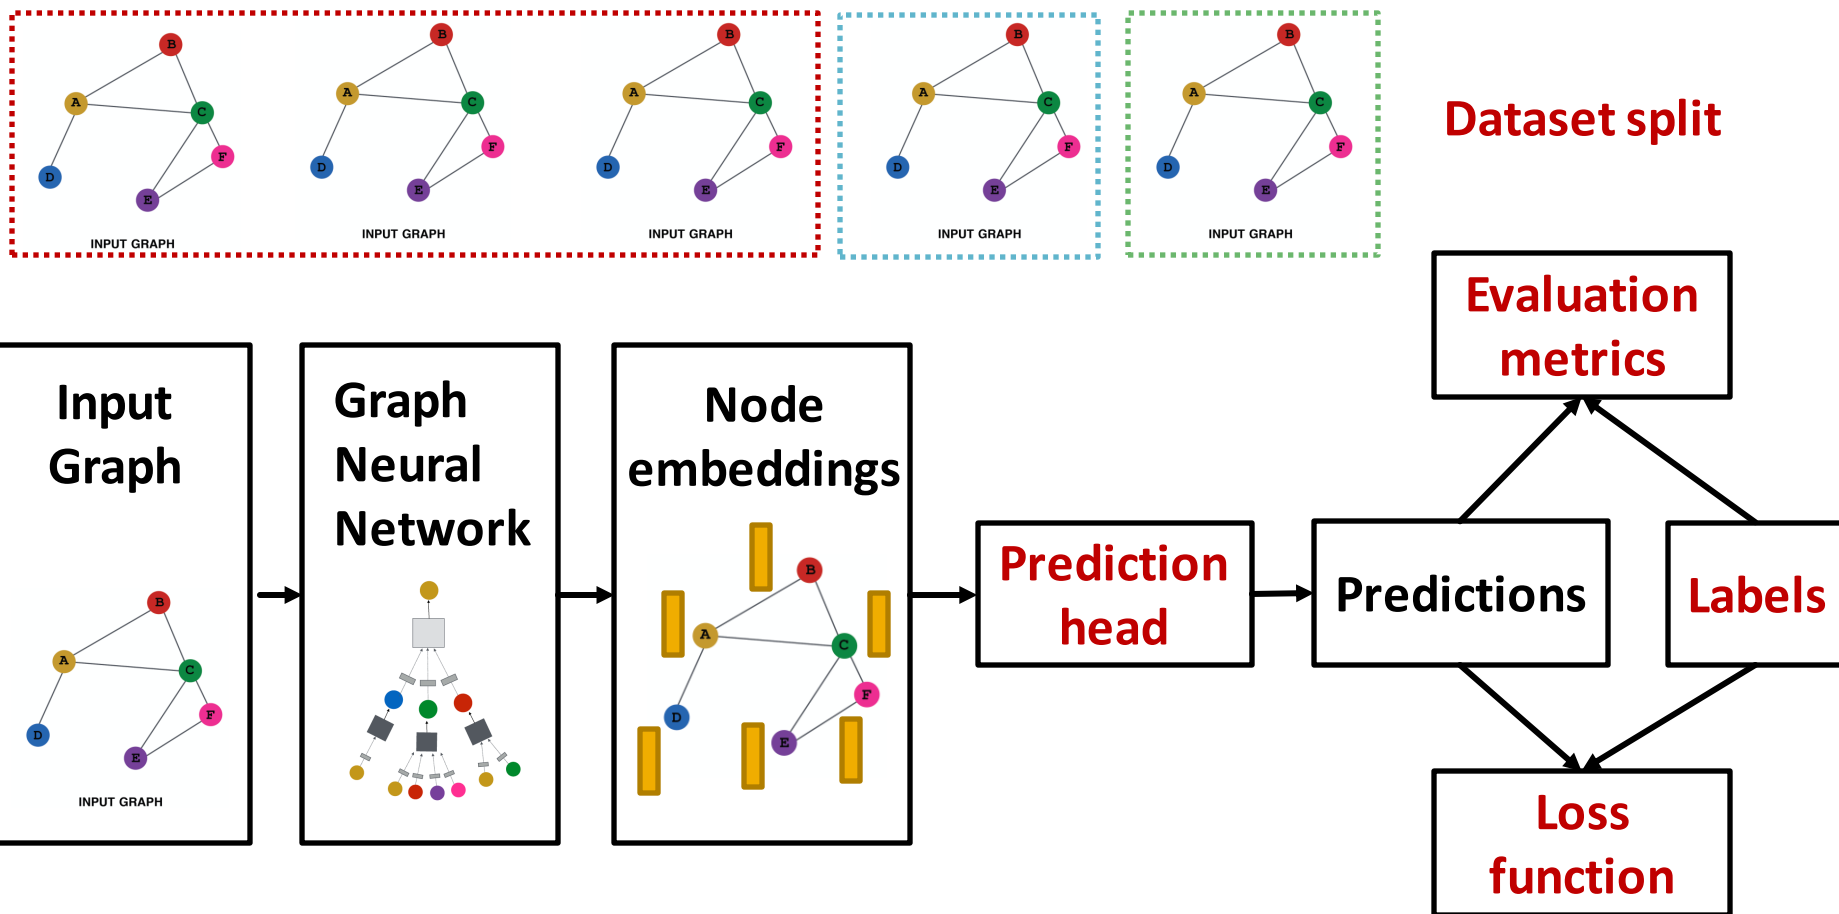 B
A
C
F
D
E
INPUT GRAPH
B
A
C
F
D
E
INPUT GRAPH
B
A
C
F
D
E
INPUT GRAPH
B
A
C
F
D
E
INPUT GRAPH
B
A
C
F
D
E
INPUT GRAPH
Dataset split
Input
Graph
B
A
C
F
D
E
INPUT GRAPH
Graph
Neural
Network
Node
embeddings
B
A
C
F
D
E
Prediction
head
Predictions
Labels
Evaluation
metrics
Loss
function